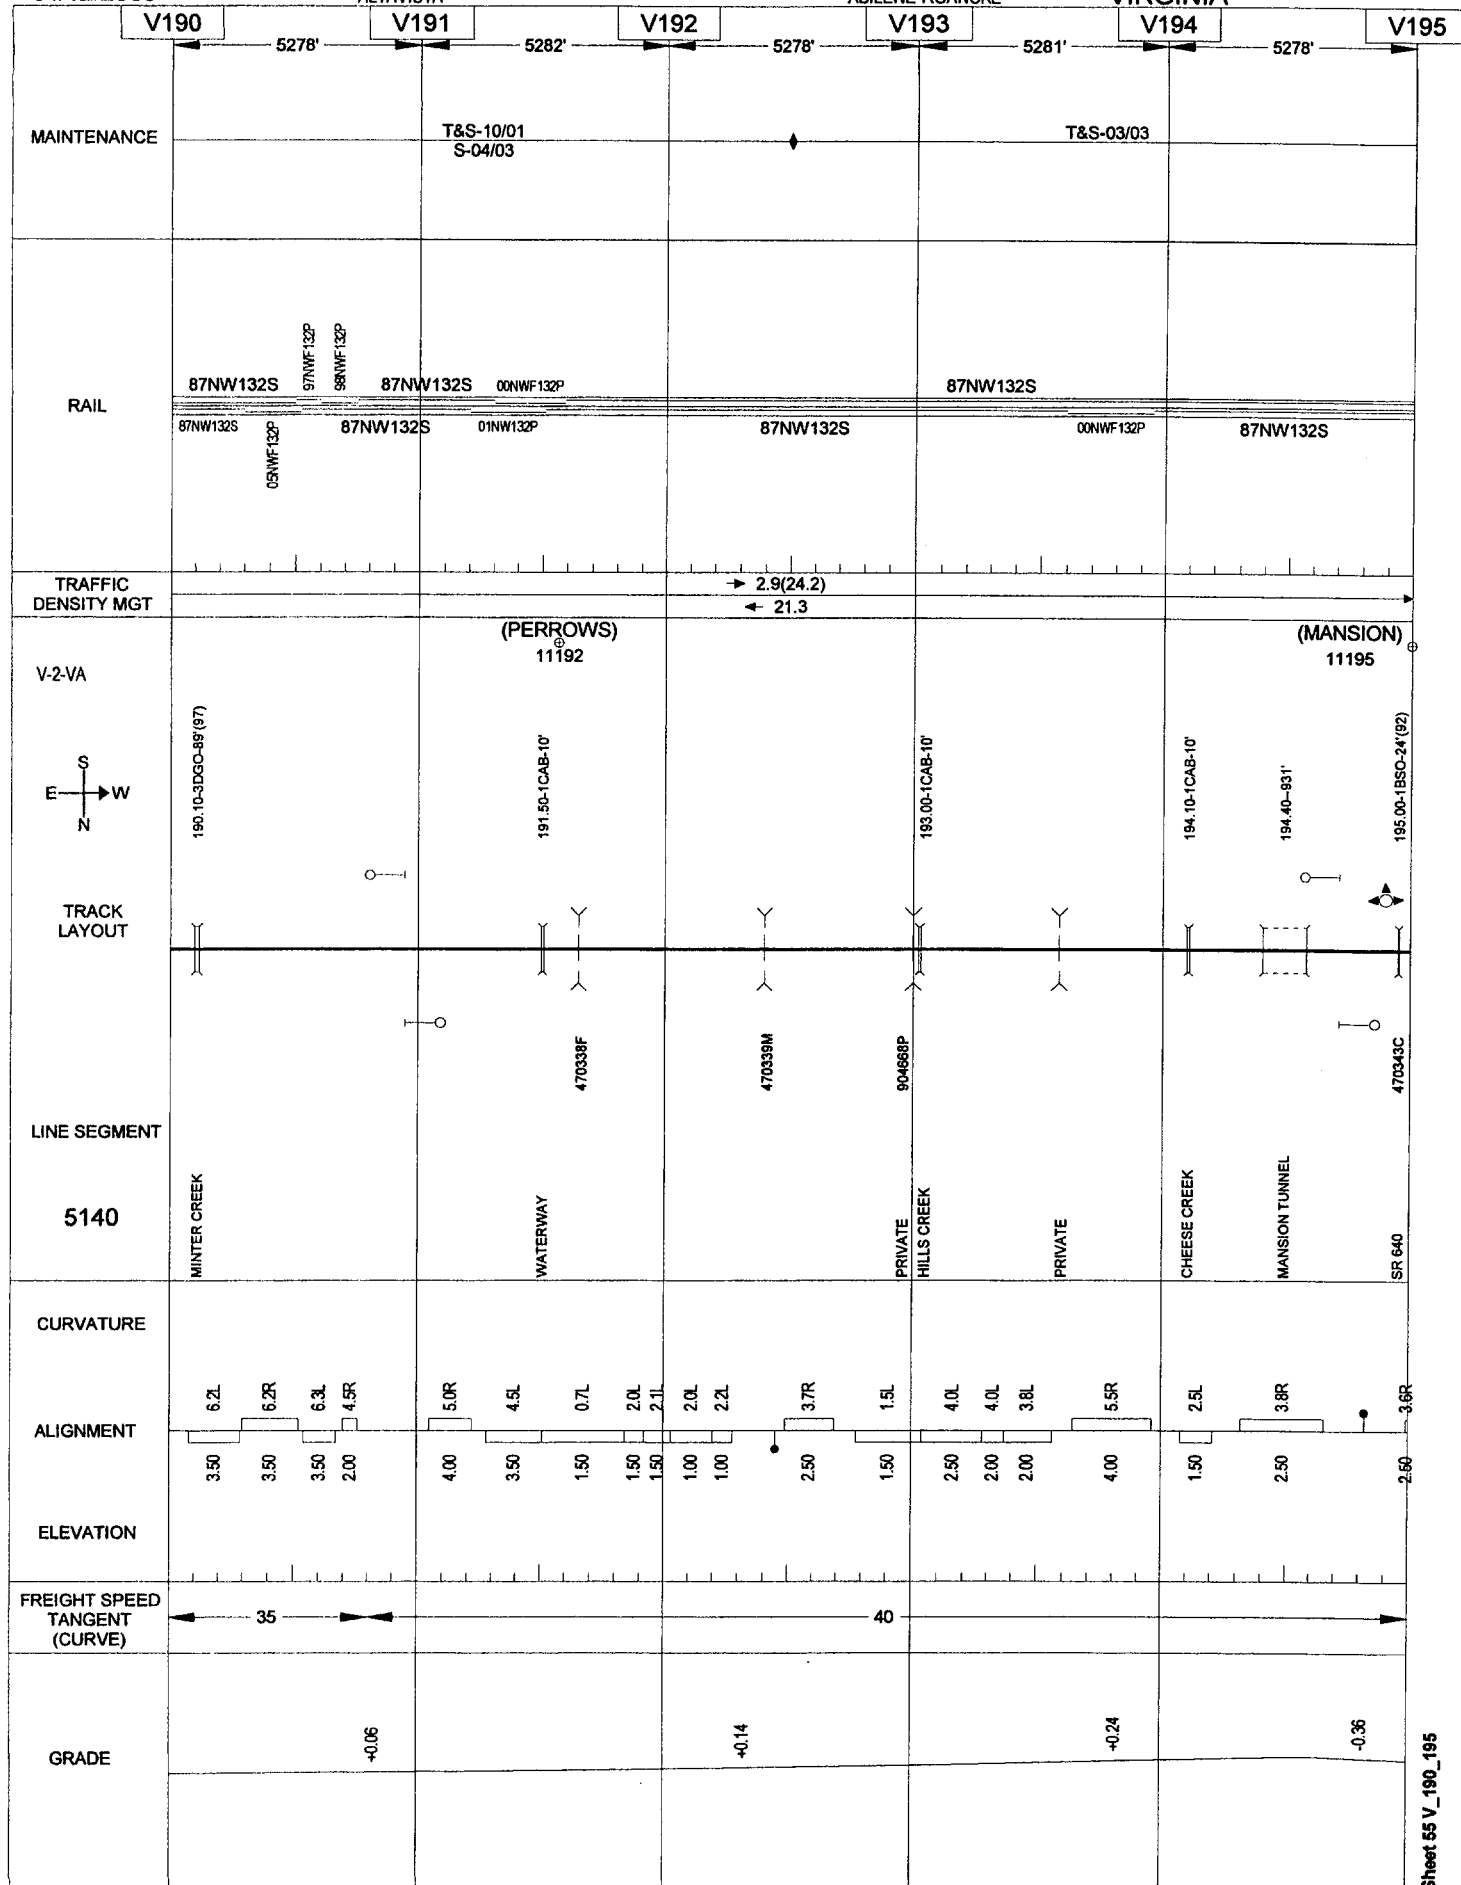 ALTAVISTA
ABILENE-ROANOKE
VIRGINIA
V190
V191
V192
V193
V194
V195
5278'
5282'
5278'
5281'
5278'
MAINTENANCE
T&S-10/01
S-04/03
T&S-03/03
RAIL
97NWF132P
98NWF132P
87NW132S
87NW132S
00NWF132P
87NW132S
87NW132S
05NWF132P
87NW132S
01NW132P
87NW132S
00NWF132P
87NW132S
TRAFFIC
DENSITY MGT
2.9(24.2)
21.3
(PERROWS)
11192
(MANSION)
11195
V-2-VA
S
E W
N
190.10-3DGO-89'(97)
191.50-1CAB-10'
193.00-1CAB-10'
194.10-1CAB-10'
194.40--931'
195.00-1BSO-24'(92)
TRACK
LAYOUT
470338F
470339M
904668P
470343C
LINE SEGMENT
5140
MINTER CREEK
WATERWAY
PRIVATE
HILLS CREEK
PRIVATE
CHEESE CREEK
MANSION TUNNEL
SR 640
CURVATURE
6.2L
6.2R
6.3L
4.5R
5.0R
4.5L
0.7L
2.0L
2.1L
2.0L
2.2L
3.7R
1.5L
4.0L
4.0L
3.8L
5.5R
2.5L
3.8R
3.6R
ALIGNMENT
3.50
3.50
3.50
2.00
4.00
3.50
1.50
1.50
1.50
1.00
1.00
2.50
1.50
2.50
2.00
2.00
4.00
1.50
2.50
2.50
ELEVATION
FREIGHT SPEED
TANGENT
(CURVE)
35
40
GRADE
+0.06
+0.14
+0.24
-0.36
Sheet 55 V_190_195